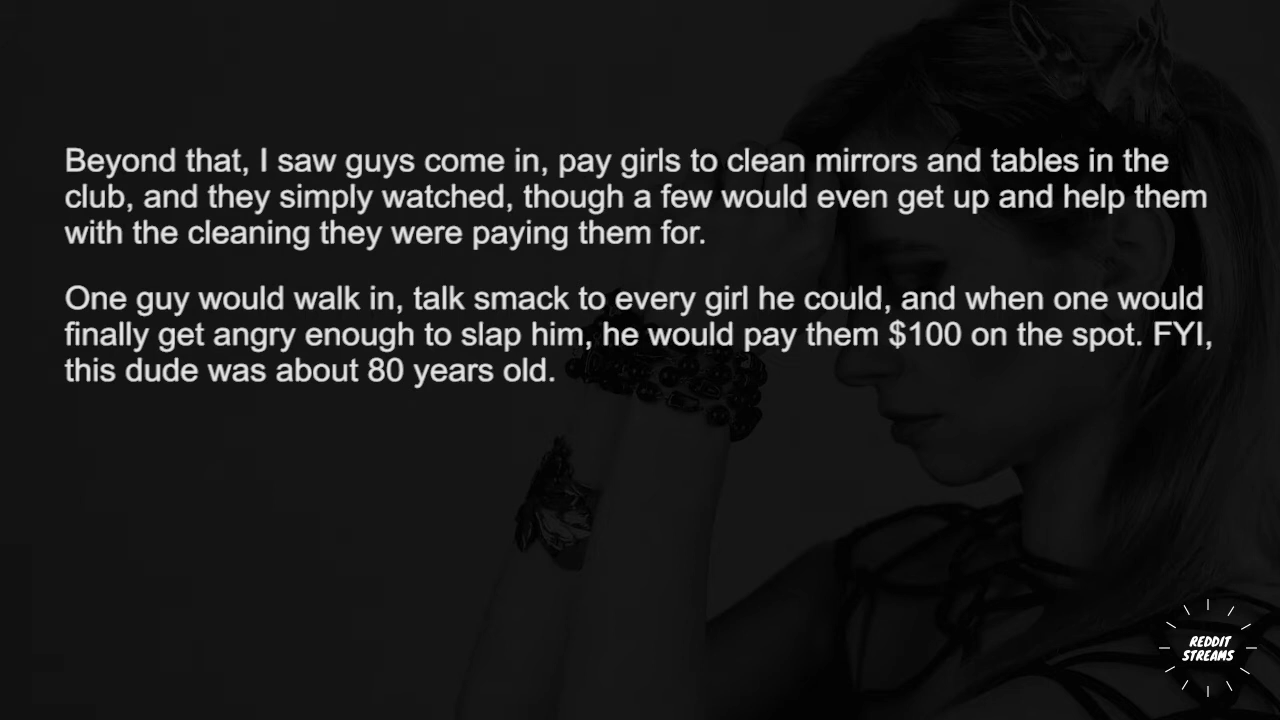 Beyond that, I saw guys come in, pay girls to clean mirrors and tables in the
club, and they simply watched, though a few would even get up and help them
with the cleaning they were paying them for.
One guy would walk in, talk smack to every girl he could, and when one would
finally get angry enough to slap him, he would pay them $100 on the spot. FYI,
this dude was about 80 years old.
REDDIT
STREAMS